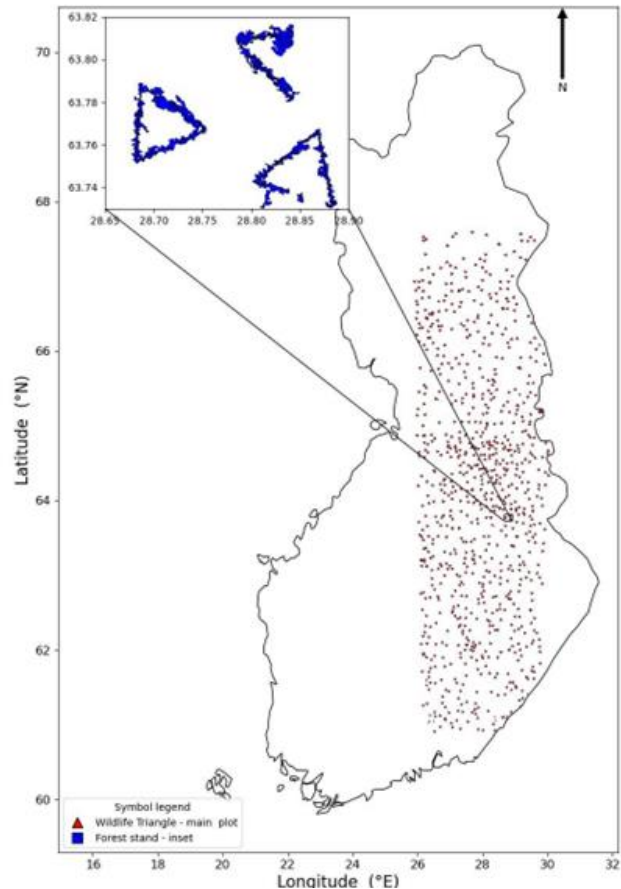 63.82
63.80
63.78
63.76
63.74
28.65 28.70 28.75 28.80 28.85 28.90
N
70
68
66
64
62
60
Latitude (°N)
Symbol legend
Wildlife Triangle - main plot
Forest stand - inset
16 18 20 22 24 26 28 30 32
Longitude (°E)